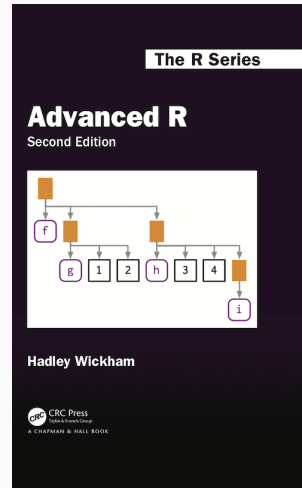 The R Series
Advanced R
Second Edition
f
g 1 2 h 3 4
i
Hadley Wickham
CRC CRC Press
Taylor & Francis Group
A CHAPMAN & HALL BOOK